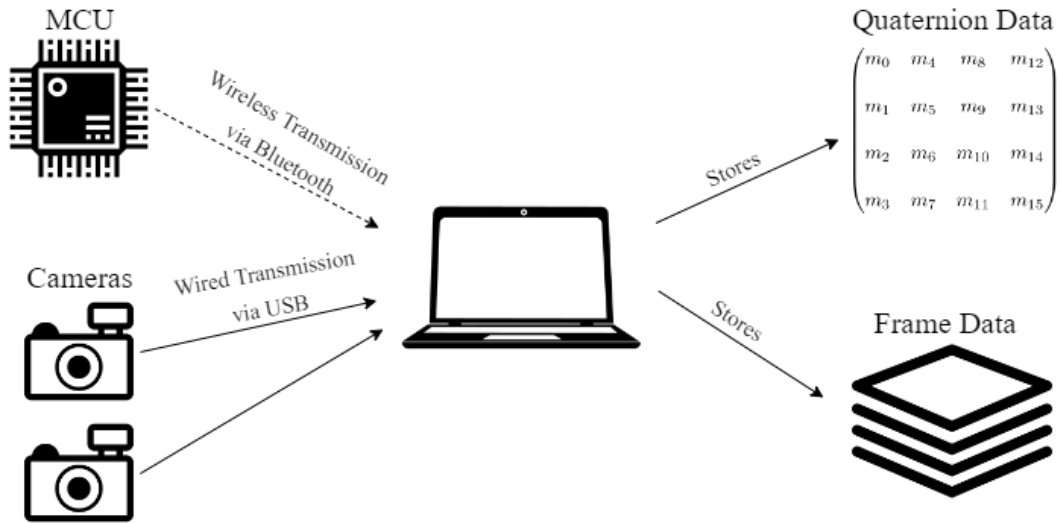 MCU
Wireless Transmission
via Bluetooth
Cameras
Wired Transmission
via USB
Stores
Stores
Quaternion Data
m₀ m₄ m₈ m₁₂
m₁ m₅ m₉ m₁₃
m₂ m₆ m₁₀ m₁₄
m₃ m₇ m₁₁ m₁₅
Frame Data